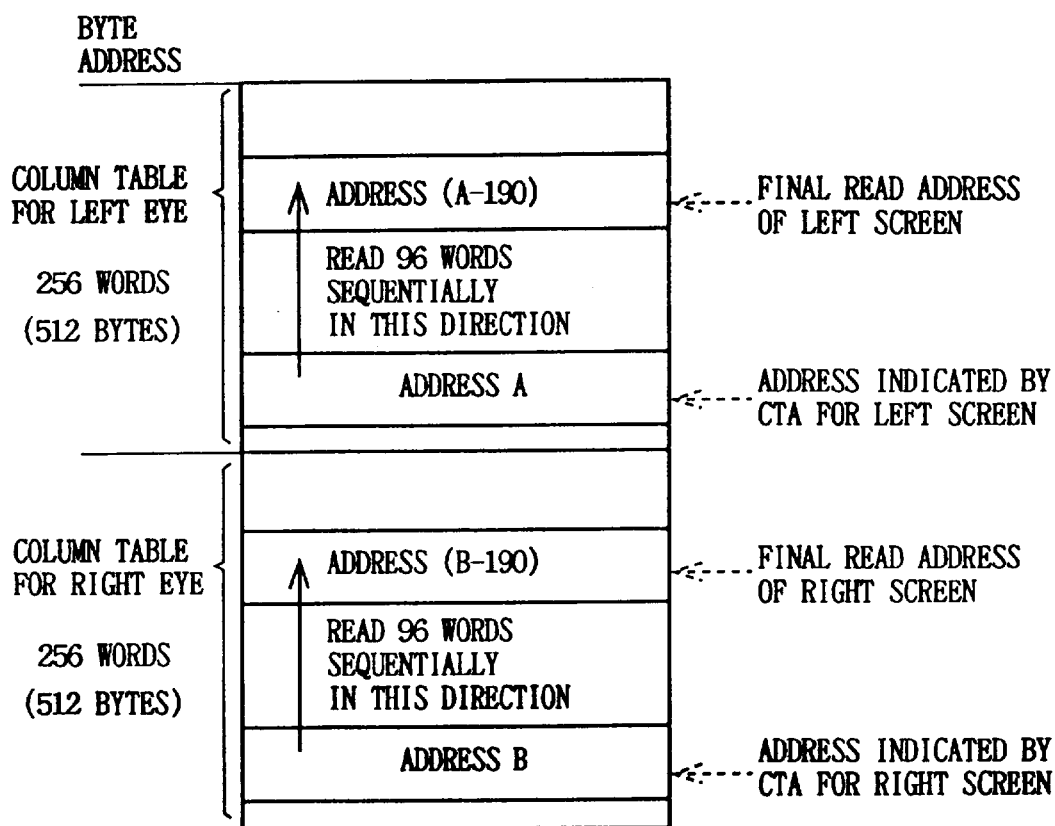 BYTE
ADDRESS
COLUMN TABLE
FOR LEFT EYE
256 WORDS
(512 BYTES)
ADDRESS (A-190)
READ 96 WORDS
SEQUENTIALLY
IN THIS DIRECTION
ADDRESS A
FINAL READ ADDRESS
OF LEFT SCREEN
ADDRESS INDICATED BY
CTA FOR LEFT SCREEN
COLUMN TABLE
FOR RIGHT EYE
256 WORDS
(512 BYTES)
ADDRESS (B-190)
READ 96 WORDS
SEQUENTIALLY
IN THIS DIRECTION
ADDRESS B
FINAL READ ADDRESS
OF RIGHT SCREEN
ADDRESS INDICATED BY
CTA FOR RIGHT SCREEN